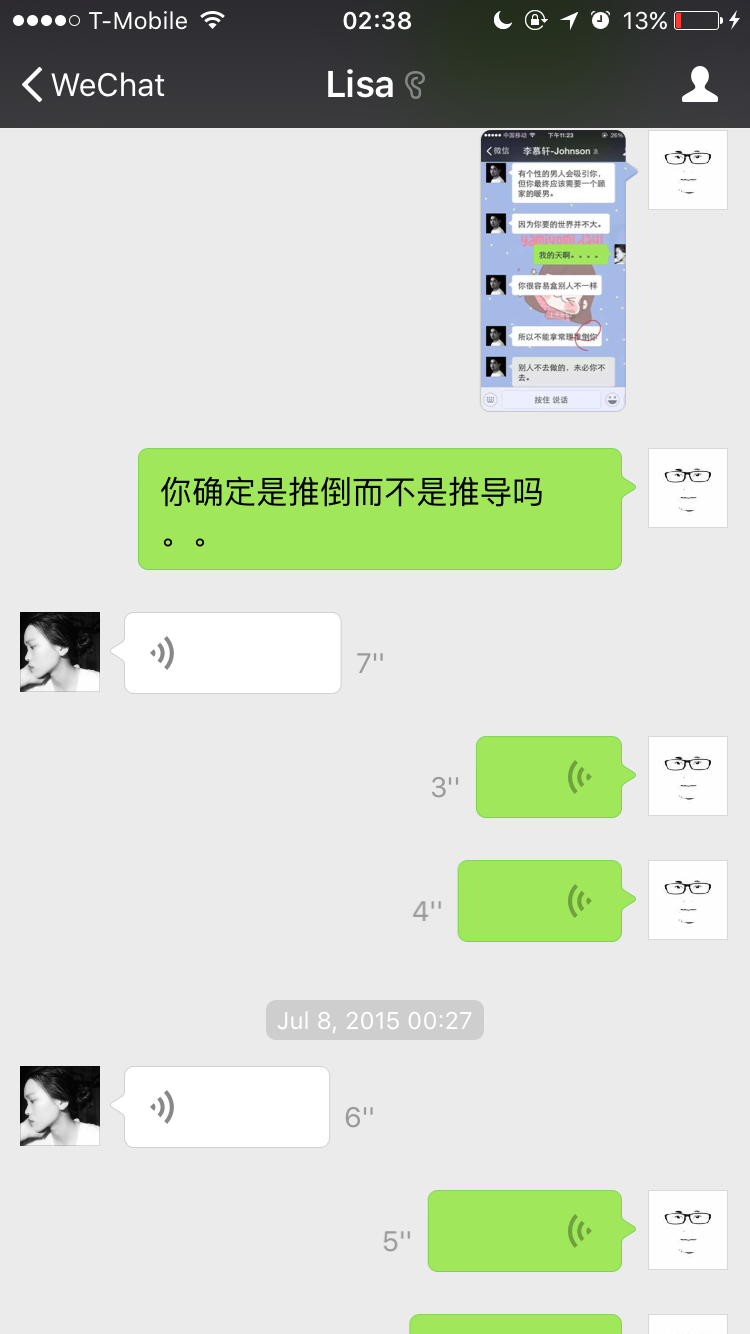 T-Mobile 02:38 13%
WeChat Lisa
中国移动 下午11:23 26%
微信 李慕轩-Johnson
有个性的男人会吸引你，
但你最终应该需要一个顾
家的暖男。
因为你要的世界并不大。
我的天啊。。。。
你很容易盒别人不一样
所以不能拿常理推倒你
别人不去做的，未必你不
去。
按住 说话
你确定是推倒而不是推导吗
。。
7''
3''
4''
Jul 8, 2015 00:27
6''
5''